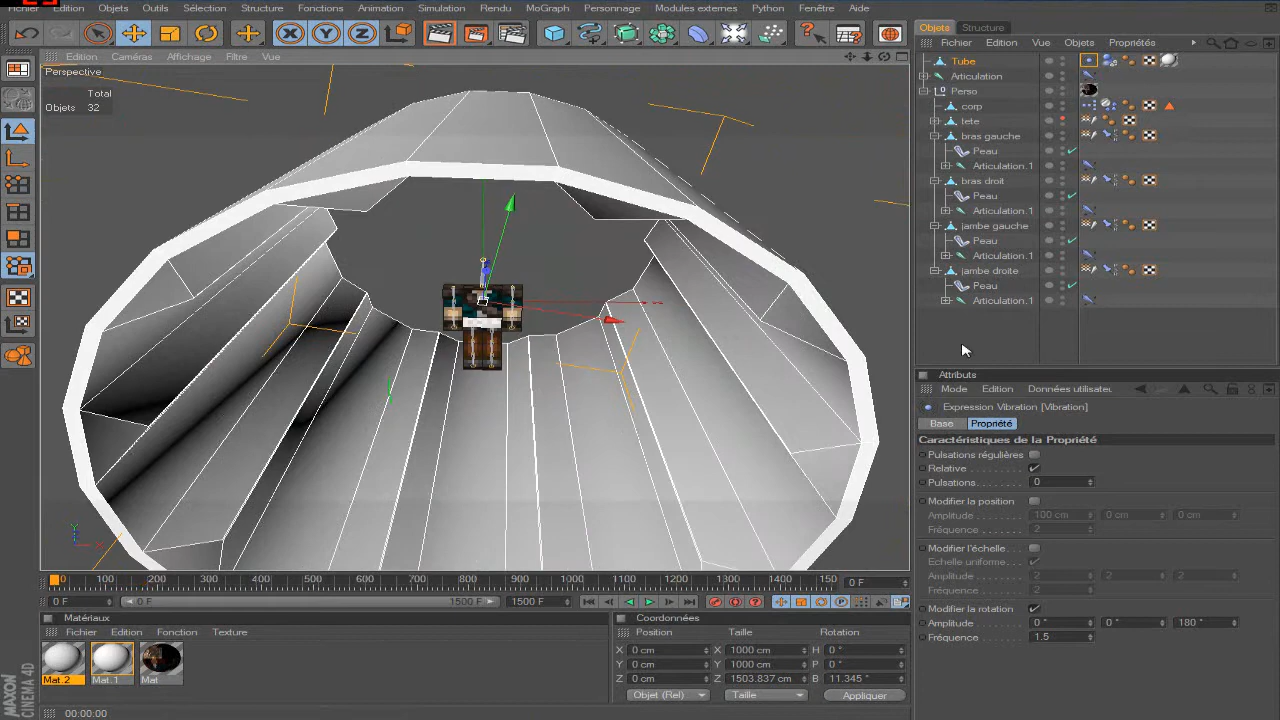 Fichier Edition Objets Outils Sélection Structure Fonctions Animation Simulation Rendu MoGraph Personnage Modules externes Python Fenêtre Aide
X Y Z
Edition Caméras Affichage Filtre Vue
Perspective
Total
Objets 32
Objets Structure
Fichier Edition Vue Objets Propriétés
Tube
Articulation
Perso
corp
tete
bras gauche
Peau
Articulation.1
bras droit
Peau
Articulation.1
jambe gauche
Peau
Articulation.1
jambe droite
Peau
Articulation.1
Attributs
Mode Edition Données utilisateu
Expression Vibration [Vibration]
Base Propriété
Caractéristiques de la Propriété
Pulsations régulières
Relative
Pulsations 0
Modifier la position
Amplitude 100 cm 0 cm 0 cm
Fréquence 2
Modifier l'échelle
Echelle uniforme
Amplitude 2 2 2
Fréquence 2
Modifier la rotation
Amplitude 0 ° 0 ° 180 °
Fréquence 1.5
0 100 200 300 400 500 600 700 800 900 1000 1100 1200 1300 1400 150 0 F
0 F 0 F 1500 F 1500 F
Matériaux
Fichier Edition Fonction Texture
Mat.2 Mat.1 Mat
Coordonnées
Position Taille Rotation
X 0 cm X 1000 cm H 0 °
Y 0 cm Y 1000 cm P 0 °
Z 0 cm Z 1503.837 cm B 11.345 °
Objet (Rel) Taille Appliquer
MAXON
CINEMA 4D
00:00:00